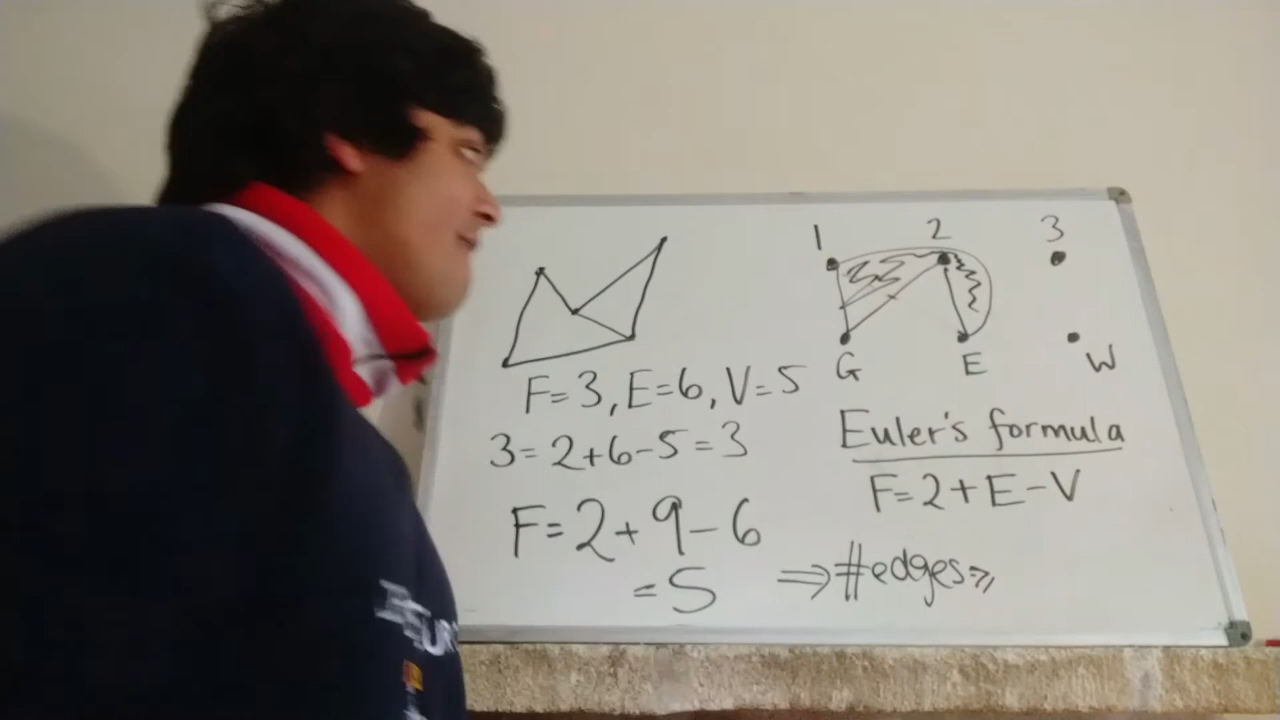 F=3, E=6, V=5
3=2+6-5=3
F=2+9-6
=5
1 2 3
G E W
Euler's formula
F=2+E-V
⇒#edges⩾